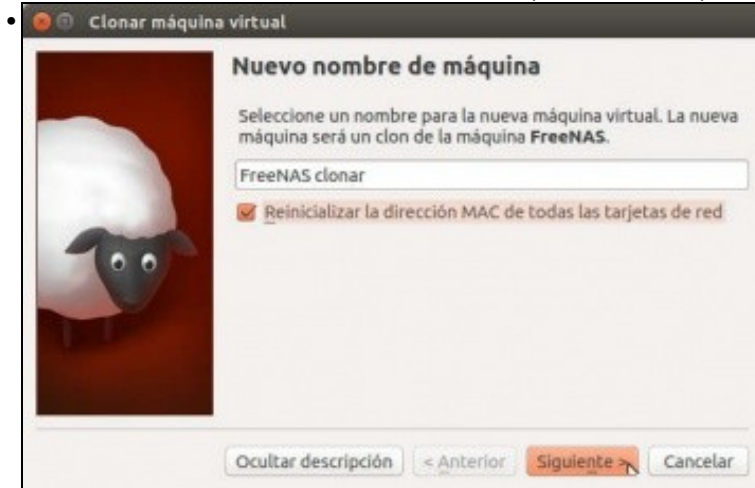 Clonar máquina virtual
Nuevo nombre de máquina
Seleccione un nombre para la nueva máquina virtual. La nueva
máquina será un clon de la máquina FreeNAS.
FreeNAS clonar
Reinicializar la dirección MAC de todas las tarjetas de red
Ocultar descripción < Anterior Siguiente > Cancelar